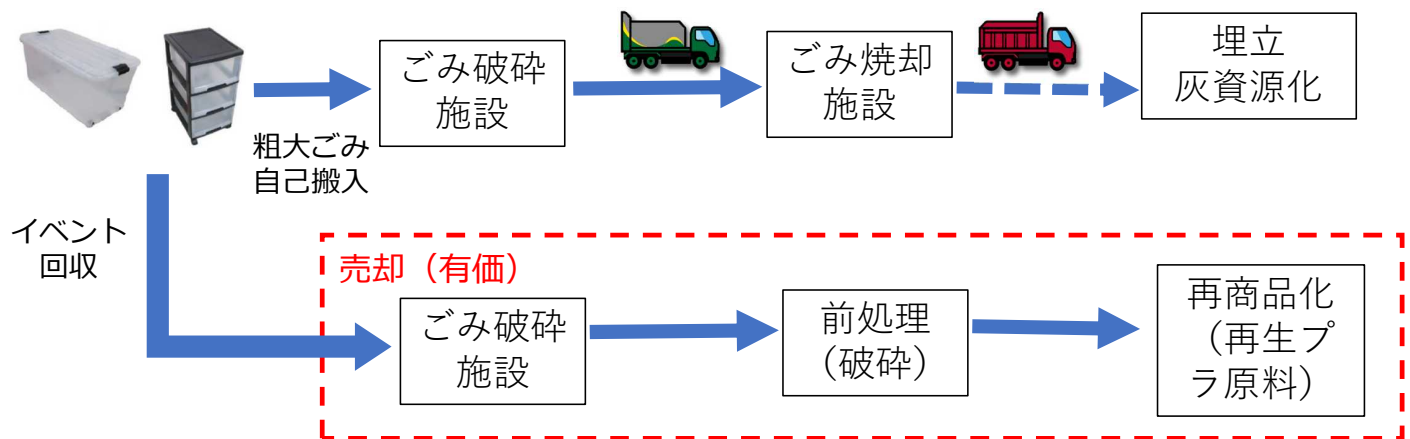 ごみ破砕
施設
ごみ焼却
施設
埋立
灰資源化
粗大ごみ
自己搬入
イベント
回収
売却（有価）
ごみ破砕
施設
前処理
（破砕）
再商品化
（再生プ
ラ原料）